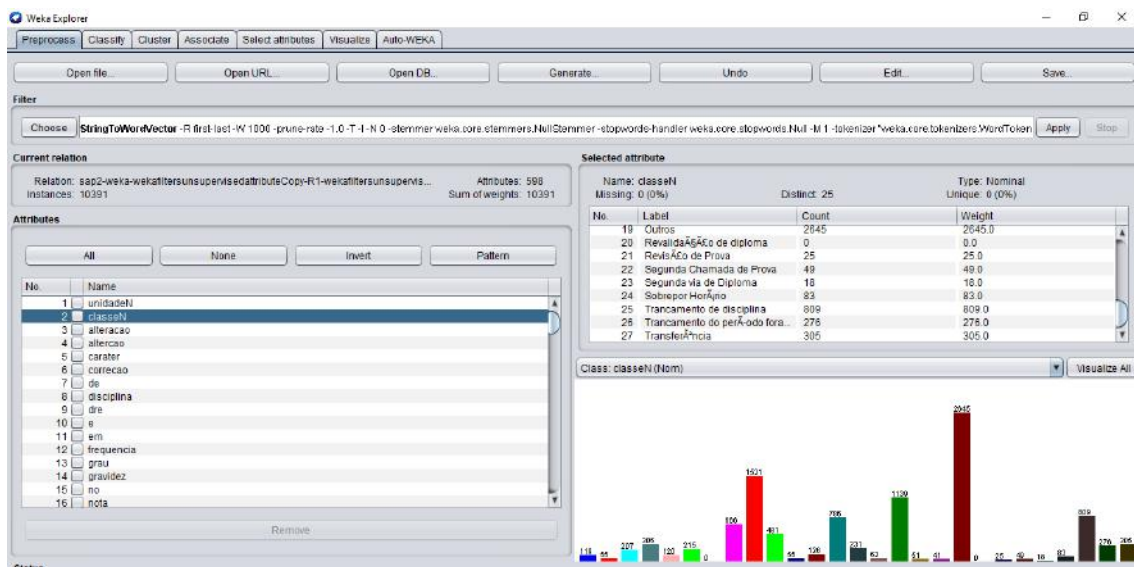 Weka Explorer
Preprocess Classify Cluster Associate Select attributes Visualize Auto-WEKA
Open file... Open URL... Open DB... Generate... Undo Edit... Save...
Filter
Choose StringToWordVector -R first-last -W 1000 -prune-rate -1.0 -T -I -N 0 -stemmer weka.core.stemmers.NullStemmer -stopwords-handler weka.core.stopwords.Null -M 1 -tokenizer "weka.core.tokenizers.WordToken Apply Stop
Current relation
Relation: sap2-weka-wekafiltersunsupervisedattributeCopy-R1-wekafiltersunsupervis... Attributes: 598
Instances: 10391 Sum of weights: 10391
Attributes
All None Invert Pattern
No. Name
1 unidadeN
2 classeN
3 alteracao
4 altercao
5 carater
6 correcao
7 de
8 disciplina
9 dre
10 e
11 em
12 frequencia
13 grau
14 gravidez
15 no
16 nota
Remove
Status
Selected attribute
Name: classeN Type: Nominal
Missing: 0 (0%) Distinct: 25 Unique: 0 (0%)
No. Label Count Weight
19 Outros 2645 2645.0
20 RevalidaÃ§Ã£o de diploma 0 0.0
21 RevisÃ£o de Prova 25 25.0
22 Segunda Chamada de Prova 49 49.0
23 Segunda via de Diploma 18 18.0
24 Sobrepor HorÃ¡rio 83 83.0
25 Trancamento de disciplina 809 809.0
26 Trancamento do perÃ­odo fora... 276 276.0
27 TransferÃªncia 305 305.0
Class: classeN (Nom) Visualize All
2645
1521
1139
809
786
481
276
231
207
215
120
118
128
0
0
25
49
18
83